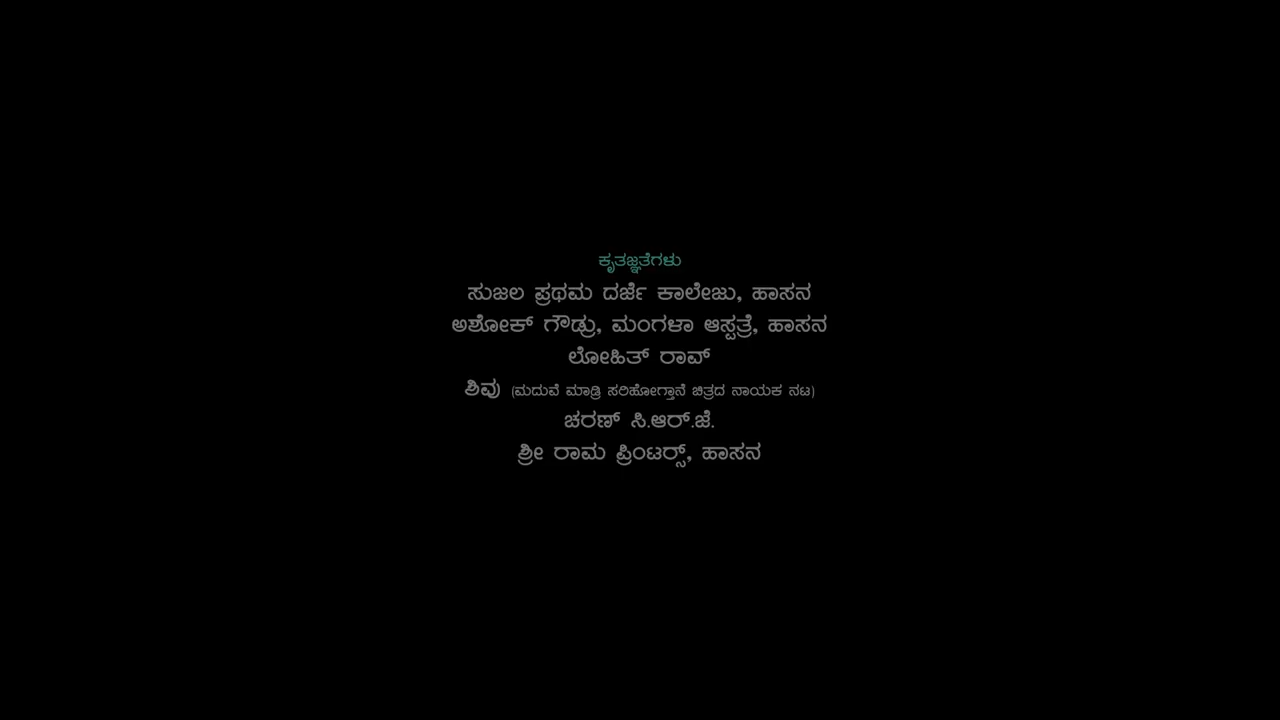 ಕೃತಜ್ಞತೆಗಳು
ಸುಜಲ ಪ್ರಥಮ ದರ್ಜೆ ಕಾಲೇಜು, ಹಾಸನ
ಅಶೋಕ್ ಗೌಡ್ರು, ಮಂಗಳಾ ಆಸ್ಪತ್ರೆ, ಹಾಸನ
ಲೋಹಿತ್ ರಾವ್
ಶಿವು (ಮದುವೆ ಮಾಡ್ರಿ ಸರಿಹೋಗ್ತಾನೆ ಚಿತ್ರದ ನಾಯಕ ನಟ)
ಚರಣ್ ಸಿ.ಆರ್.ಜೆ.
ಶ್ರೀ ರಾಮ ಪ್ರಿಂಟರ್‍ಸ್, ಹಾಸನ